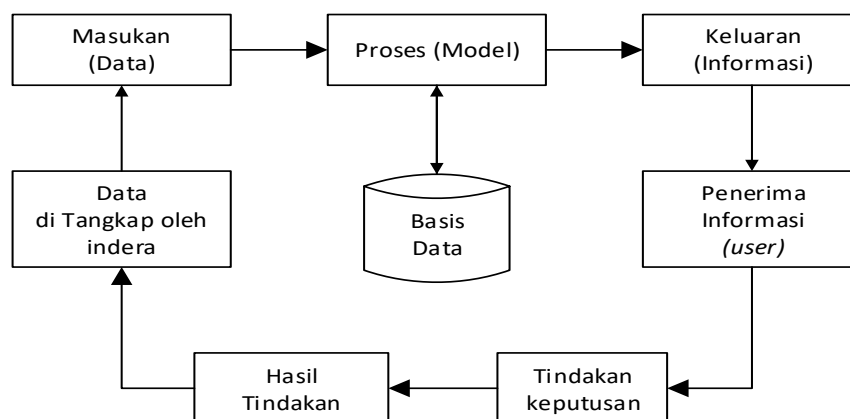 Masukan
(Data)
Proses (Model)
Keluaran
(Informasi)
Data
di Tangkap oleh
indera
Basis
Data
Penerima
Informasi
(user)
Hasil
Tindakan
Tindakan
keputusan